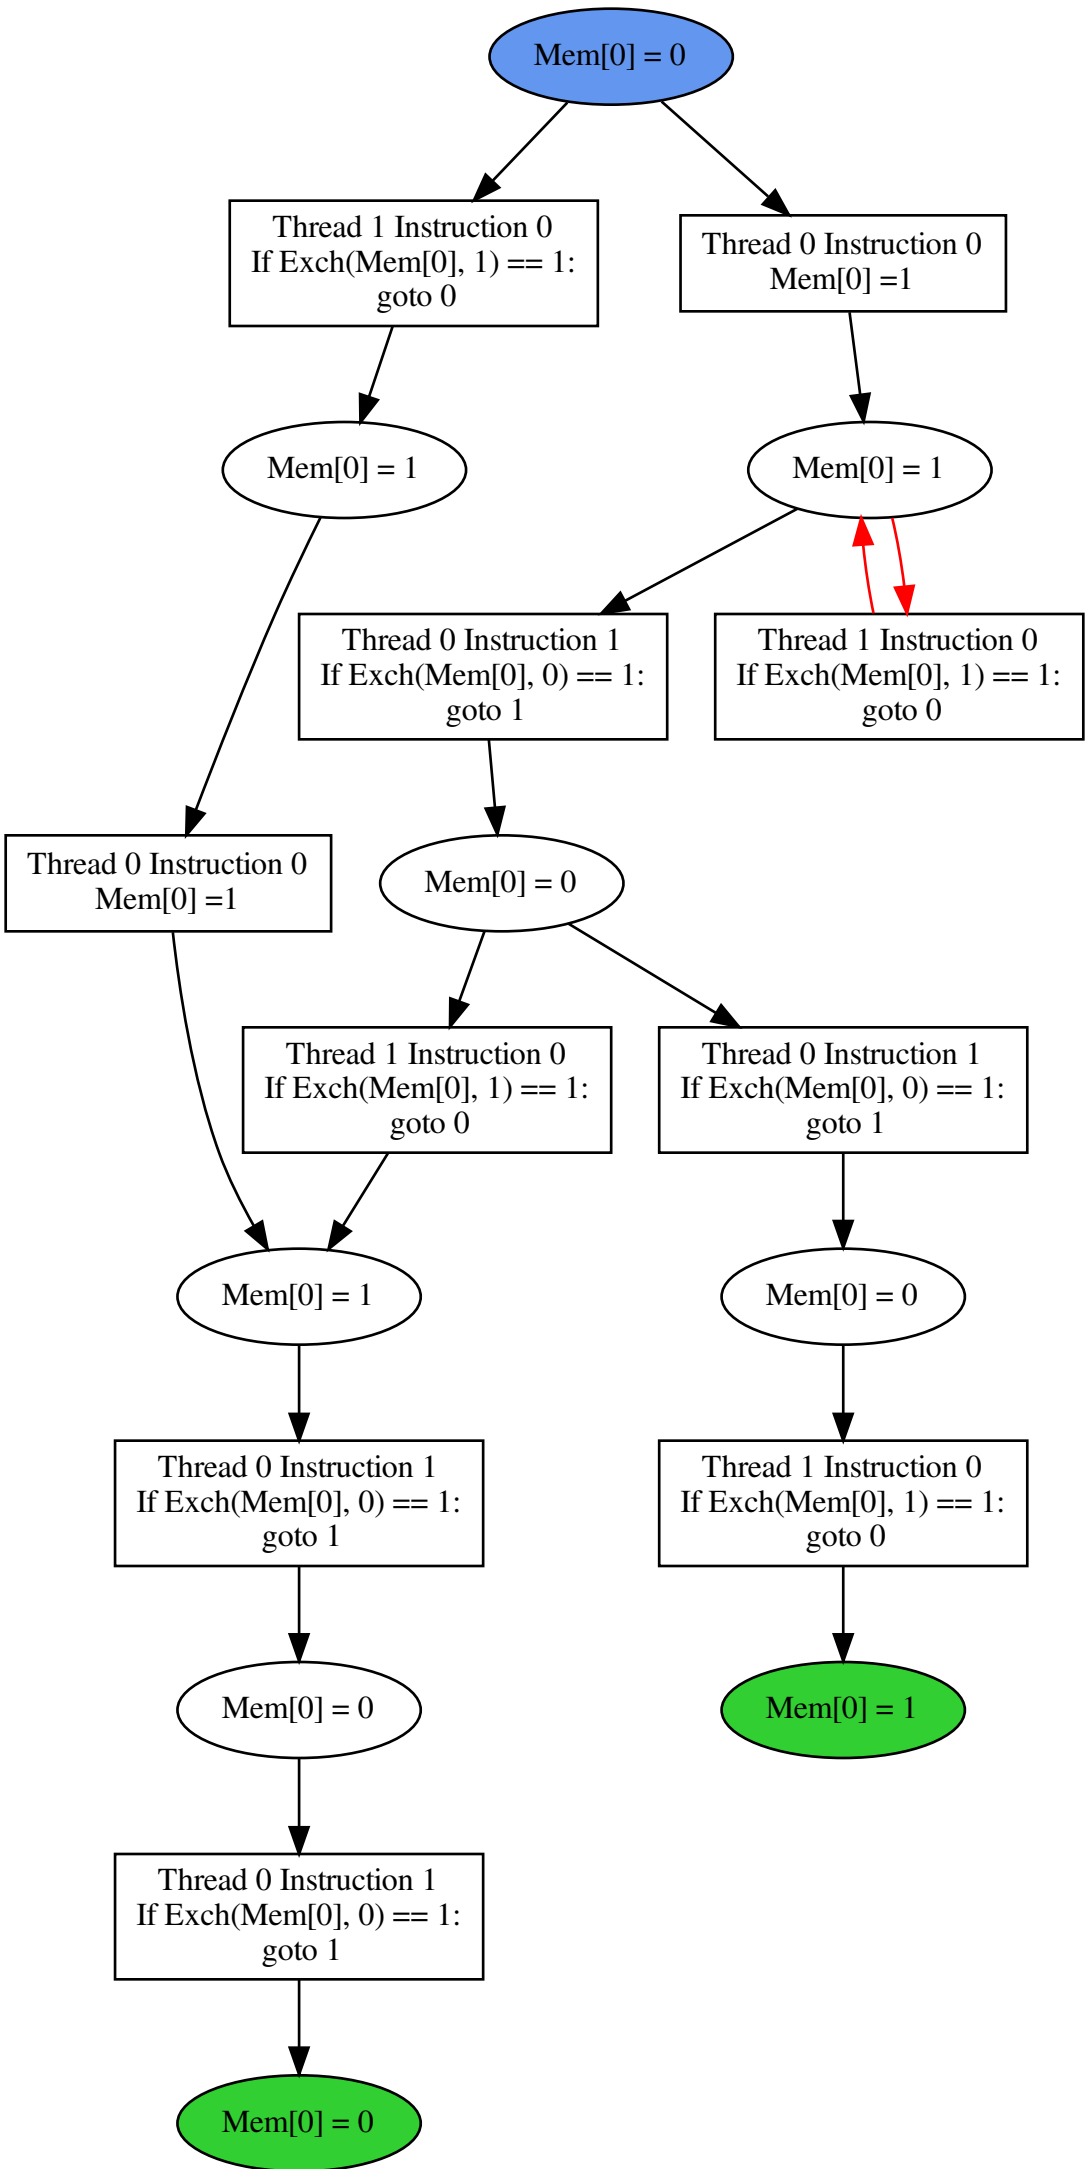 Mem[0] = 0
Thread 1 Instruction 0
If Exch(Mem[0], 1) == 1:
goto 0
Thread 0 Instruction 0
Mem[0] =1
Mem[0] = 1
Mem[0] = 1
Thread 0 Instruction 1
If Exch(Mem[0], 0) == 1:
goto 1
Thread 1 Instruction 0
If Exch(Mem[0], 1) == 1:
goto 0
Thread 0 Instruction 0
Mem[0] =1
Mem[0] = 0
Thread 1 Instruction 0
If Exch(Mem[0], 1) == 1:
goto 0
Thread 0 Instruction 1
If Exch(Mem[0], 0) == 1:
goto 1
Mem[0] = 1
Mem[0] = 0
Thread 0 Instruction 1
If Exch(Mem[0], 0) == 1:
goto 1
Thread 1 Instruction 0
If Exch(Mem[0], 1) == 1:
goto 0
Mem[0] = 0
Mem[0] = 1
Thread 0 Instruction 1
If Exch(Mem[0], 0) == 1:
goto 1
Mem[0] = 0